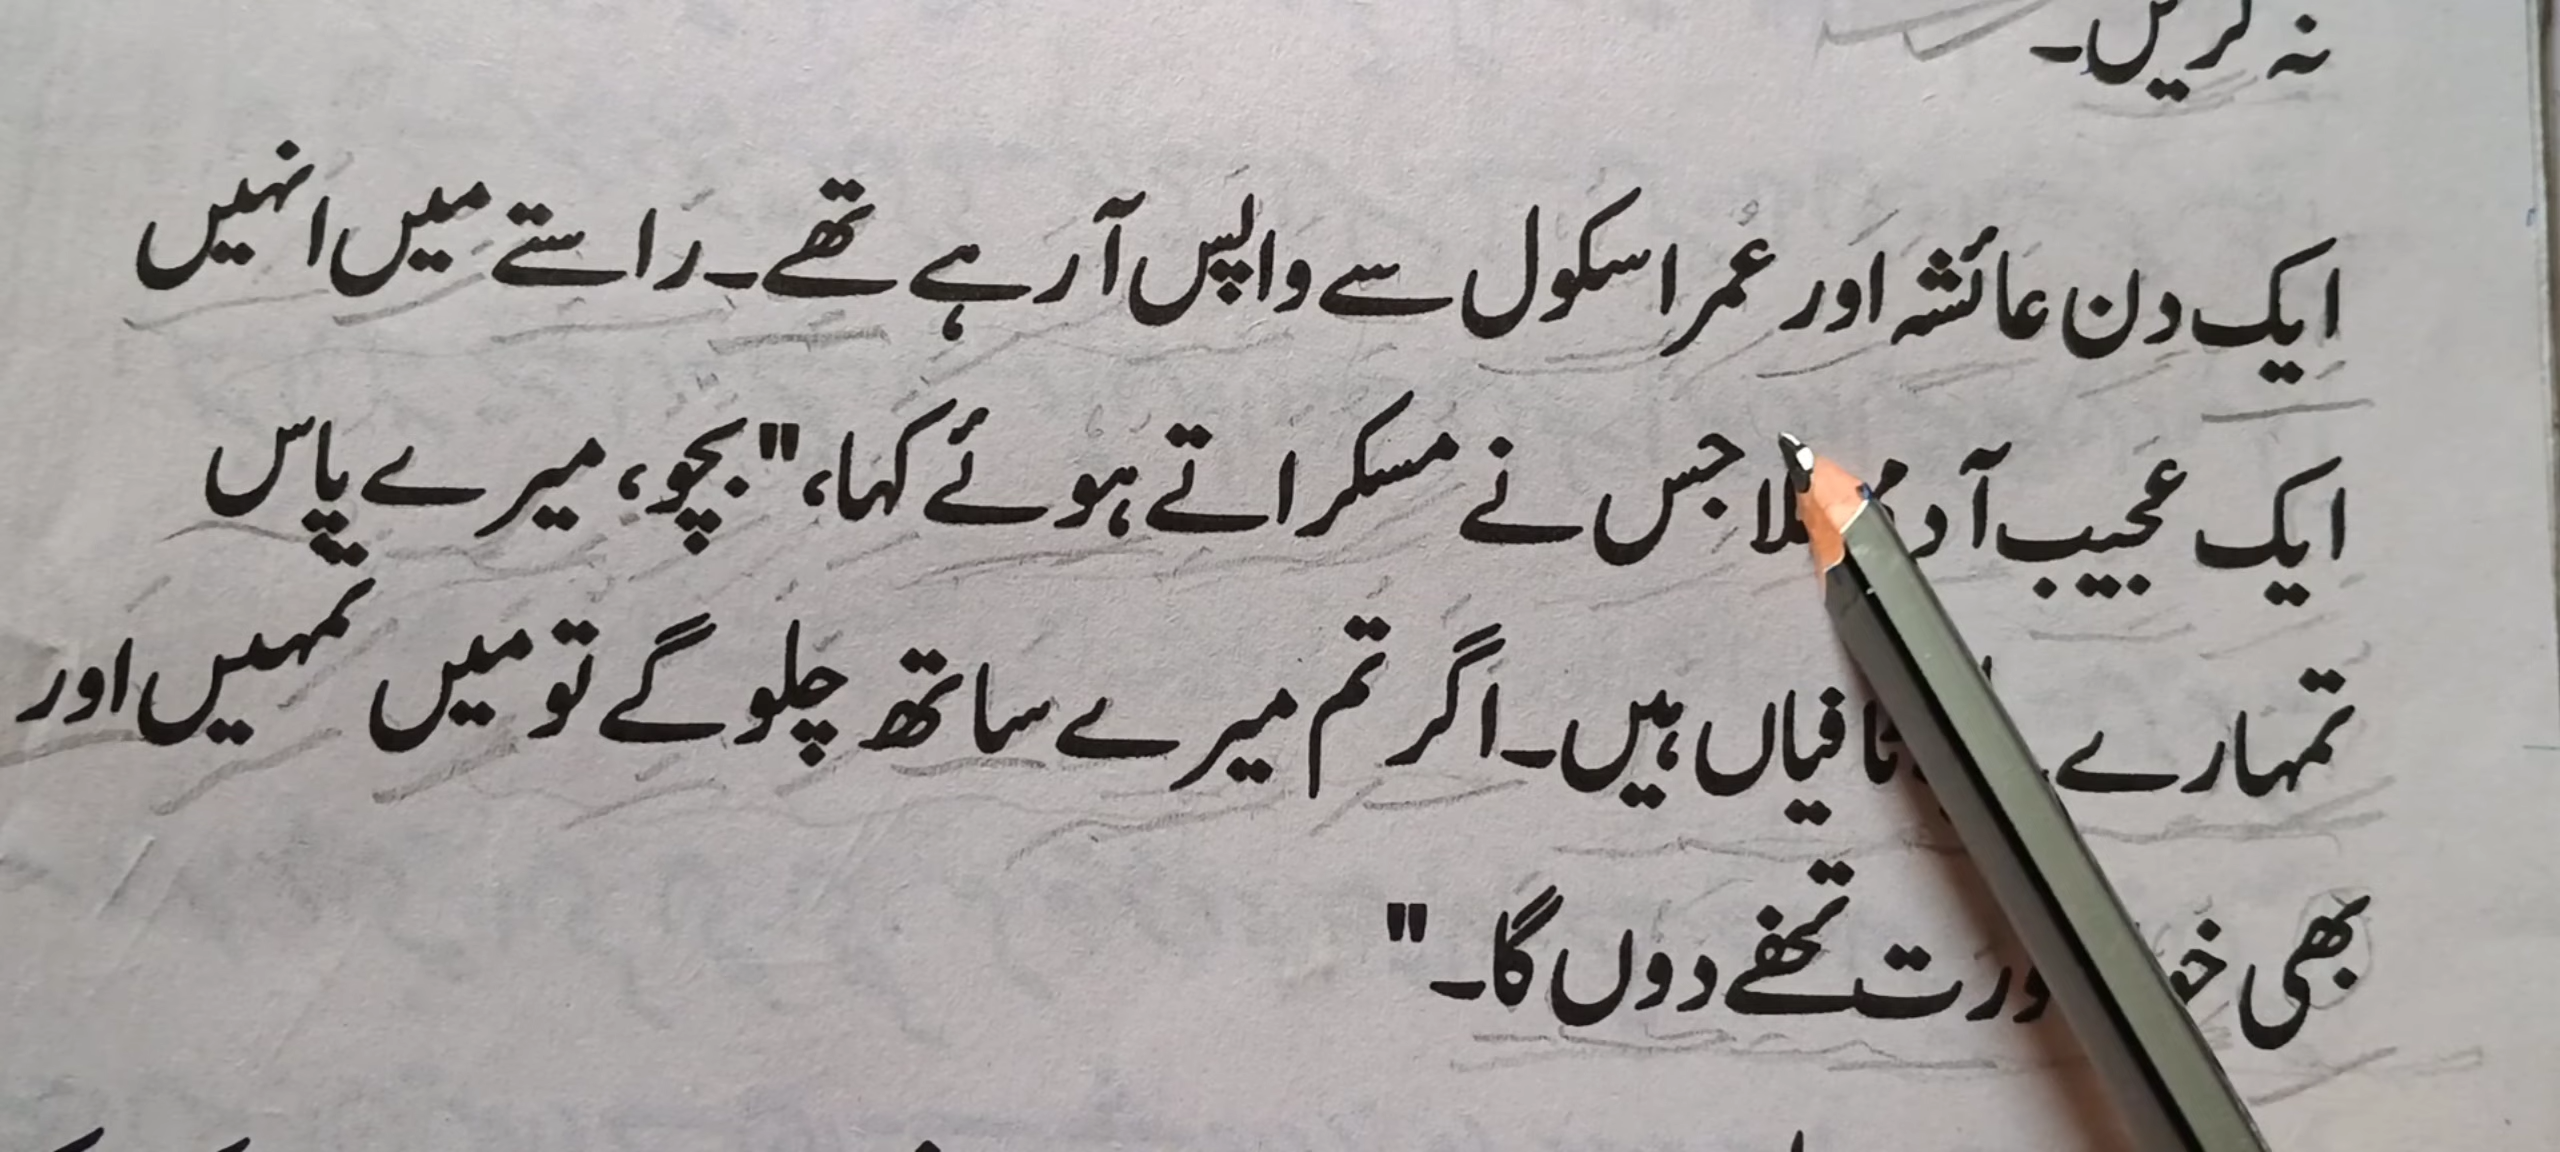 نہ کریں۔
ایک دن عائشہ اور عمر اسکول سے واپس آ رہے تھے۔ راستے میں انہیں
ایک عجیب آدمی ملا جس نے مسکراتے ہوئے کہا، "بچو، میرے پاس
تمہارے ہیں۔ اگر تم میرے ساتھ چلو گے تو میں تمہیں اور
بھی تحفے دوں گا۔"